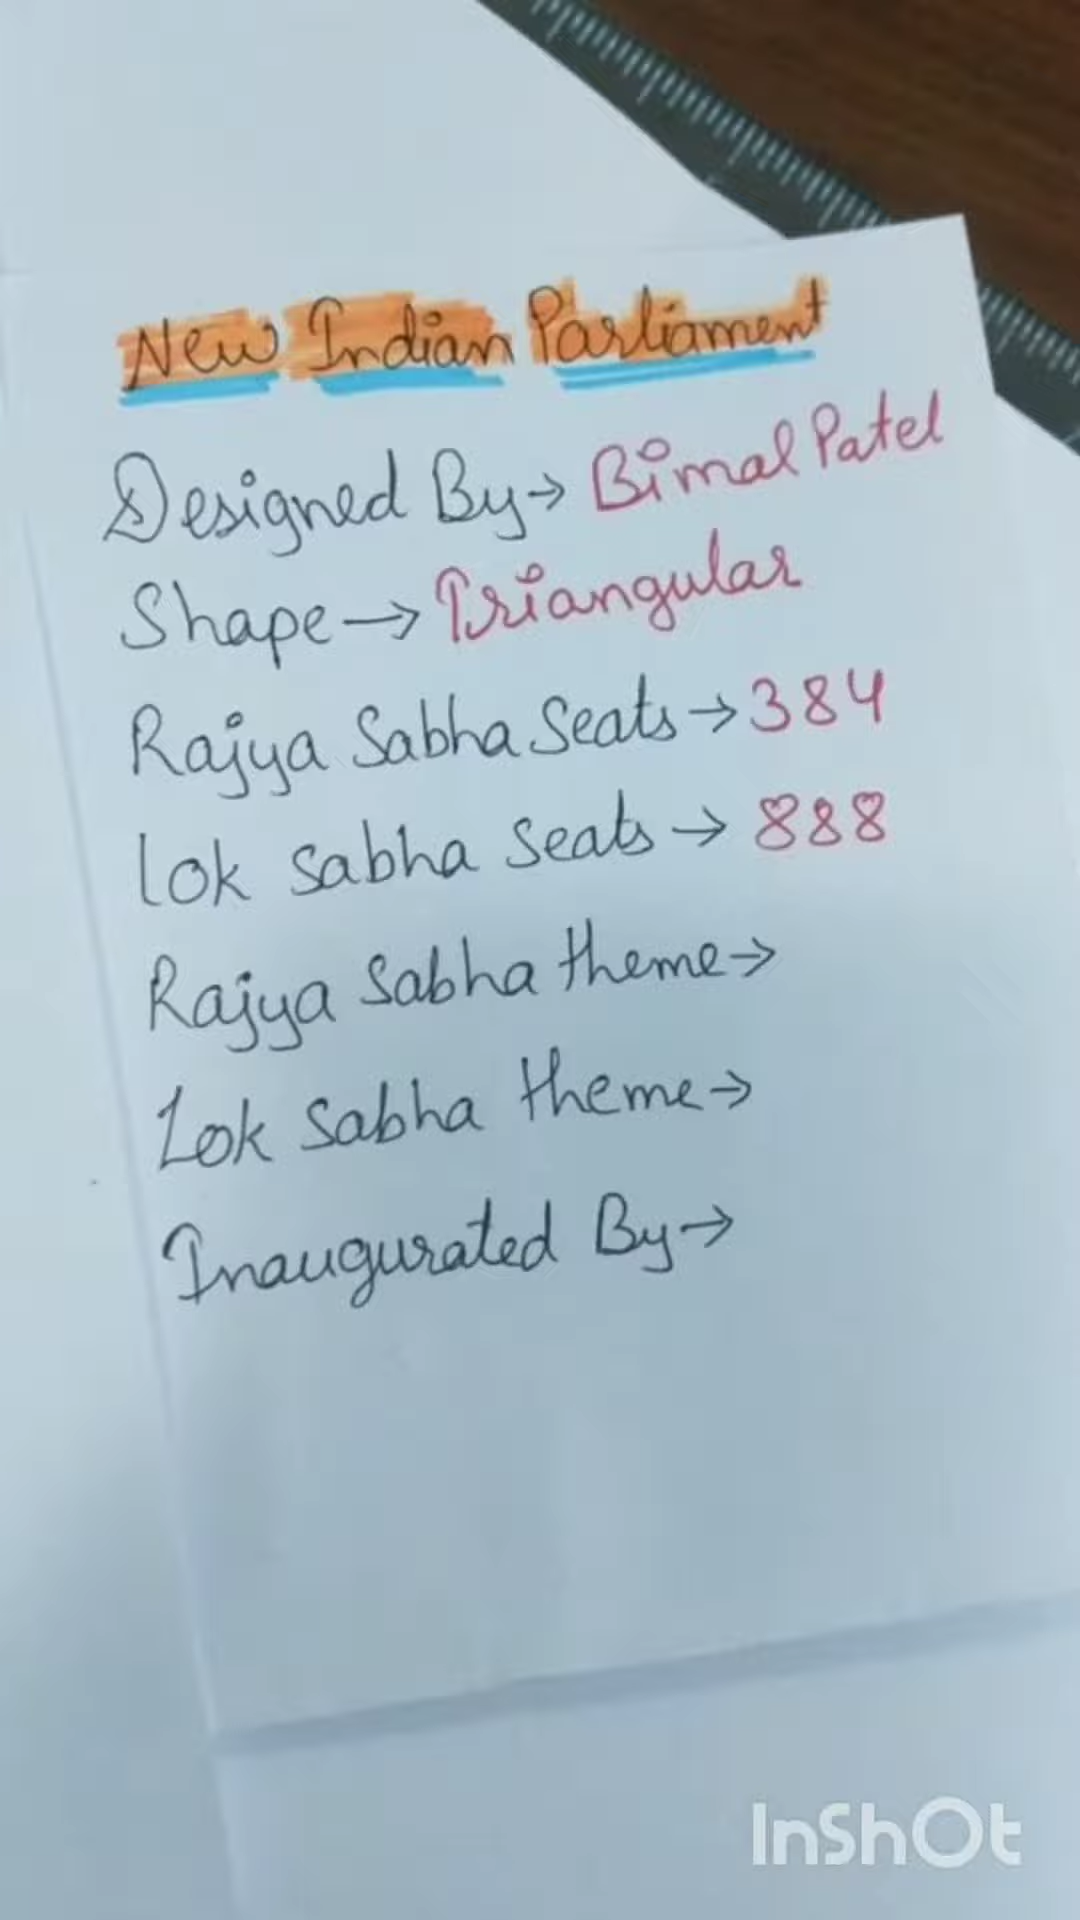 New Indian Parliament
Designed By→ Bimal Patel
Shape→ Triangular
Rajya Sabha Seats→ 384
Lok Sabha Seats→ 888
Rajya Sabha theme→
Lok Sabha theme→
Inaugurated By→
InShOt